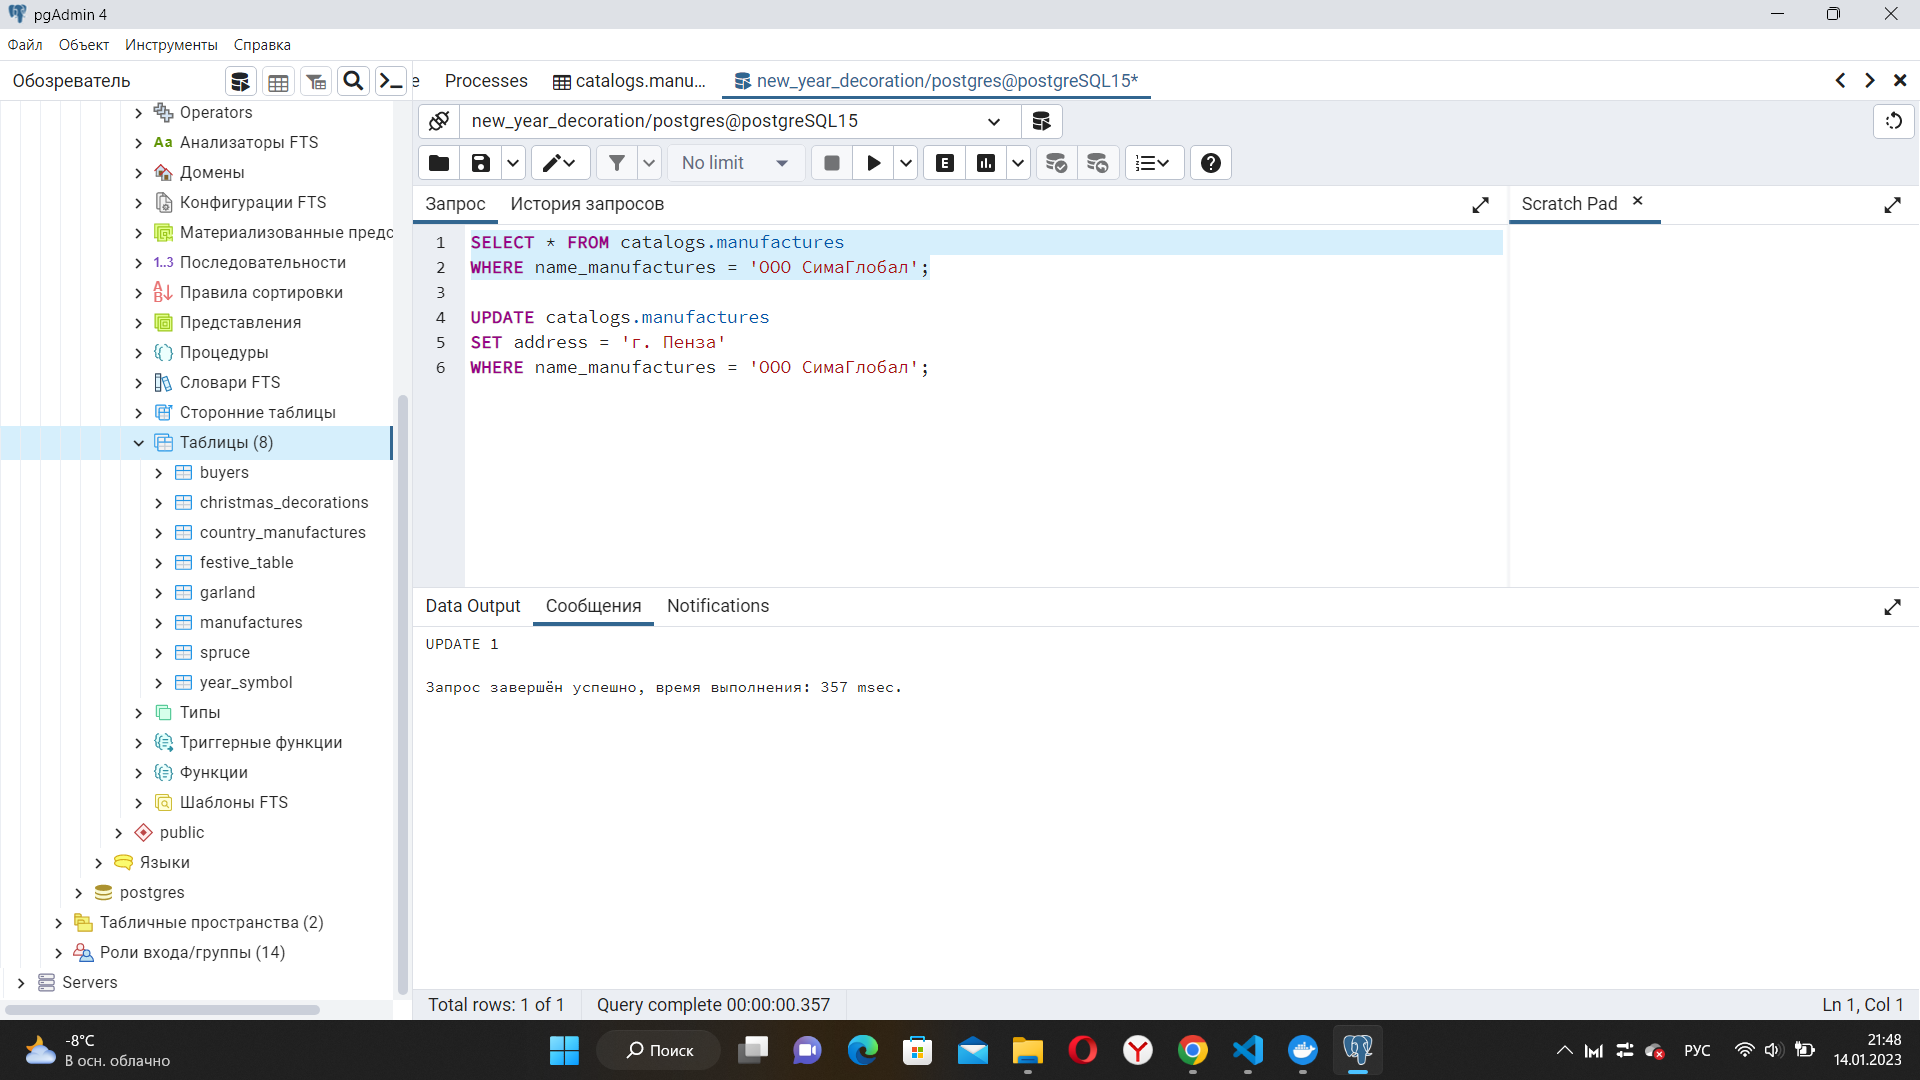 pgAdmin 4
Файл Объект Инструменты Справка
Обозреватель
e Processes catalogs.manu... new_year_decoration/postgres@postgreSQL15*
Operators
Aa Анализаторы FTS
Домены
Конфигурации FTS
Материализованные предс
1..3 Последовательности
Правила сортировки
Представления
Процедуры
Словари FTS
Сторонние таблицы
Таблицы (8)
buyers
christmas_decorations
country_manufactures
festive_table
garland
manufactures
spruce
year_symbol
Типы
Триггерные функции
Функции
Шаблоны FTS
public
Языки
postgres
Табличные пространства (2)
Роли входа/группы (14)
Servers
new_year_decoration/postgres@postgreSQL15
No limit
E
Запрос История запросов
Scratch Pad
1 SELECT * FROM catalogs.manufactures
2 WHERE name_manufactures = 'ООО СимаГлобал';
3
4 UPDATE catalogs.manufactures
5 SET address = 'г. Пенза'
6 WHERE name_manufactures = 'ООО СимаГлобал';
Data Output Сообщения Notifications
UPDATE 1
Запрос завершён успешно, время выполнения: 357 msec.
Total rows: 1 of 1 Query complete 00:00:00.357
Ln 1, Col 1
-8°C
В осн. облачно
Поиск
РУС
21:48
14.01.2023